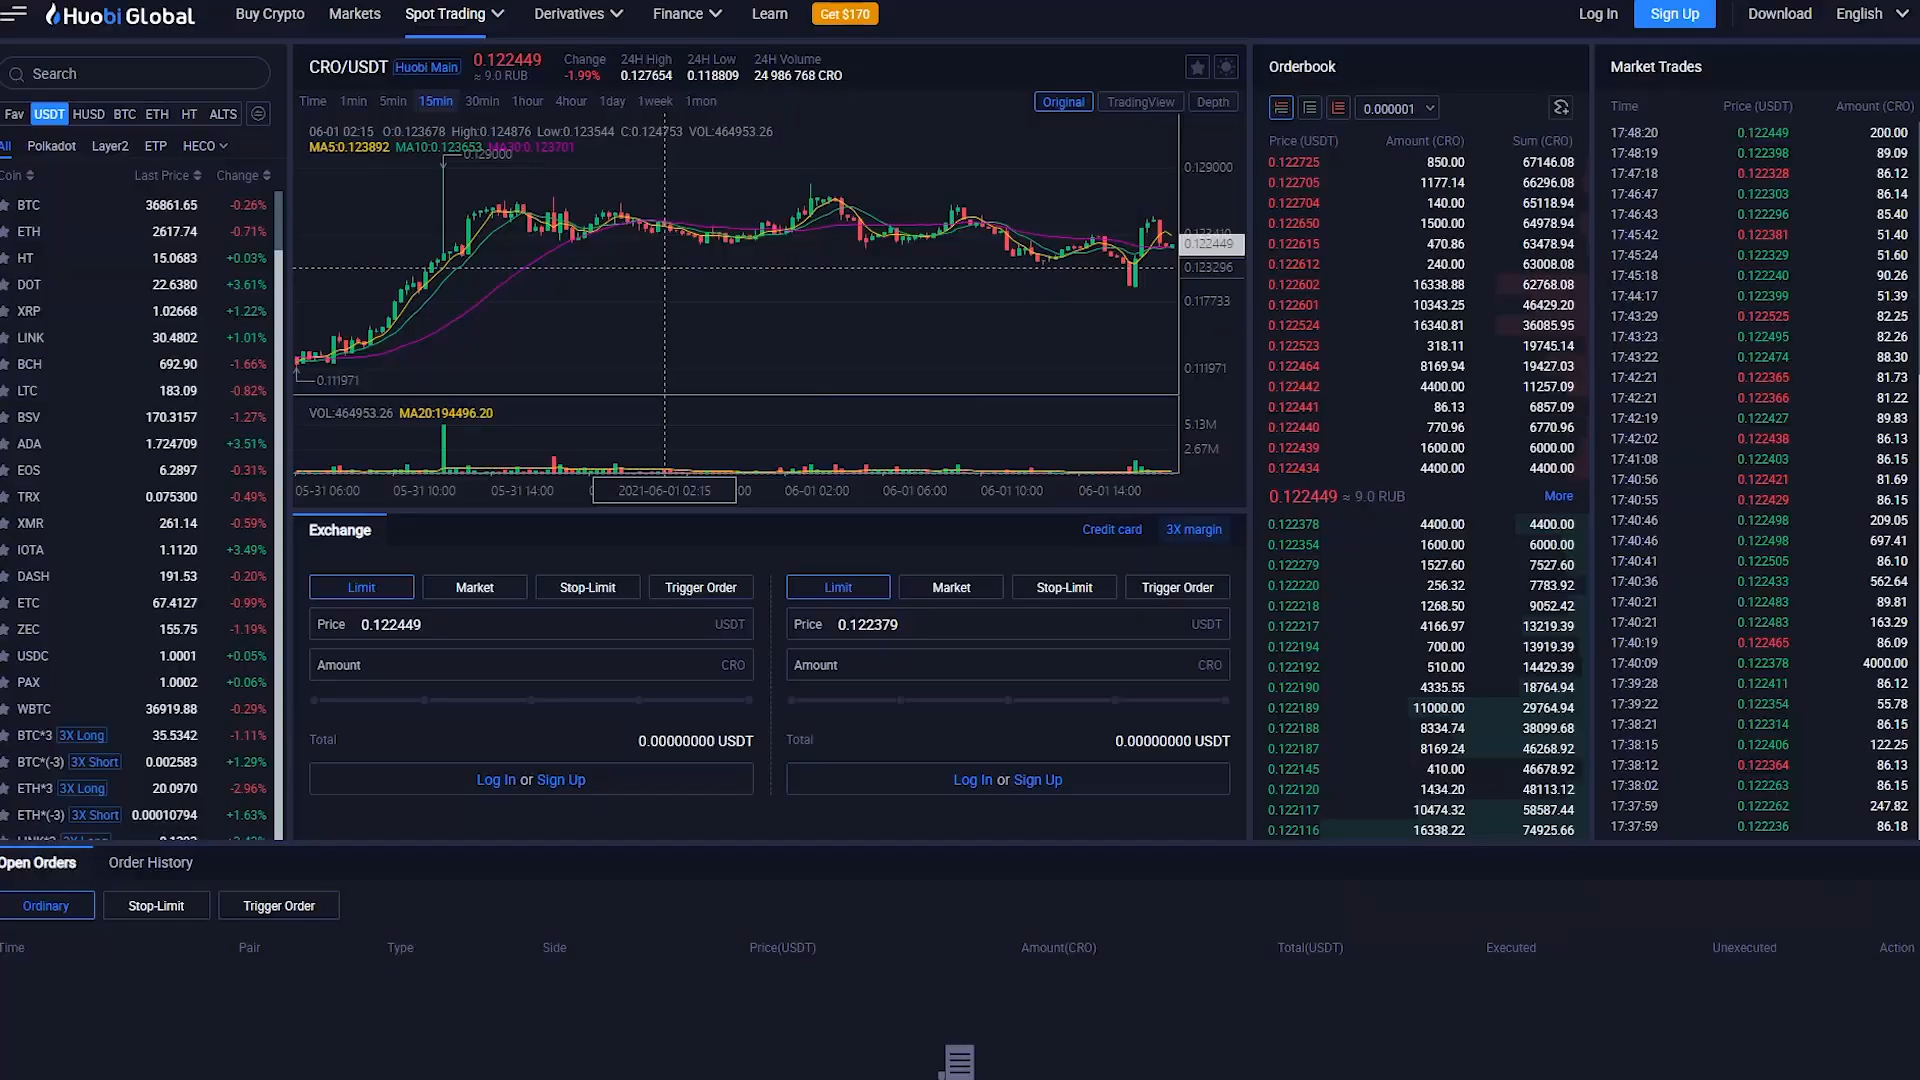 Huobi Global Buy Crypto Markets Spot Trading Derivatives Finance Learn Get $170 Log In Sign Up Download English
Search
Fav USDT HUSD BTC ETH HT ALTS
All Polkadot Layer2 ETP HECO
Coin Last Price Change
BTC 36861.65 -0.26%
ETH 2617.74 -0.71%
HT 15.0683 +0.03%
DOT 22.6380 +3.61%
XRP 1.02668 +1.22%
LINK 30.4802 +1.01%
BCH 692.90 -1.66%
LTC 183.09 -0.82%
BSV 170.3157 -1.27%
ADA 1.724709 +3.51%
EOS 6.2897 -0.31%
TRX 0.075300 -0.49%
XMR 261.14 -0.59%
IOTA 1.1120 +3.49%
DASH 191.53 -0.20%
ETC 67.4127 -0.99%
ZEC 155.75 -1.19%
USDC 1.0001 +0.05%
PAX 1.0002 +0.06%
WBTC 36919.88 -0.29%
BTC*3 3X Long 35.5342 -1.11%
BTC*(-3) 3X Short 0.002583 +1.29%
ETH*3 3X Long 20.0970 -2.96%
ETH*(-3) 3X Short 0.00010794 +1.63%
CRO/USDT Huobi Main 0.122449 ≈ 9.0 RUB
Change -1.99%
24H High 0.127654
24H Low 0.118809
24H Volume 24 986 768 CRO
Time 1min 5min 15min 30min 1hour 4hour 1day 1week 1mon Original TradingView Depth
06-01 02:15 O:0.123678 High:0.124876 Low:0.123544 C:0.124753 VOL:464953.26
MA5:0.123892 MA10:0.123653 MA30:0.123701
0.129000
0.129000
0.122449
0.123296
0.117733
0.111971
0.111971
VOL:464953.26 MA20:194496.20
5.13M
2.67M
05-31 06:00 05-31 10:00 05-31 14:00 2021-06-01 02:15 :00 06-01 02:00 06-01 06:00 06-01 10:00 06-01 14:00
Exchange Credit card 3X margin
Limit Market Stop-Limit Trigger Order
Price 0.122449 USDT
Amount CRO
Total 0.00000000 USDT
Log In or Sign Up
Limit Market Stop-Limit Trigger Order
Price 0.122379 USDT
Amount CRO
Total 0.00000000 USDT
Log In or Sign Up
Orderbook
0.000001
Price (USDT) Amount (CRO) Sum (CRO)
0.122725 850.00 67146.08
0.122705 1177.14 66296.08
0.122704 140.00 65118.94
0.122650 1500.00 64978.94
0.122615 470.86 63478.94
0.122612 240.00 63008.08
0.122602 16338.88 62768.08
0.122601 10343.25 46429.20
0.122524 16340.81 36085.95
0.122523 318.11 19745.14
0.122464 8169.94 19427.03
0.122442 4400.00 11257.09
0.122441 86.13 6857.09
0.122440 770.96 6770.96
0.122439 1600.00 6000.00
0.122434 4400.00 4400.00
0.122449 ≈ 9.0 RUB More
0.122378 4400.00 4400.00
0.122354 1600.00 6000.00
0.122279 1527.60 7527.60
0.122220 256.32 7783.92
0.122218 1268.50 9052.42
0.122217 4166.97 13219.39
0.122194 700.00 13919.39
0.122192 510.00 14429.39
0.122190 4335.55 18764.94
0.122189 11000.00 29764.94
0.122188 8334.74 38099.68
0.122187 8169.24 46268.92
0.122145 410.00 46678.92
0.122120 1434.20 48113.12
0.122117 10474.32 58587.44
0.122116 16338.22 74925.66
Market Trades
Time Price (USDT) Amount (CRO)
17:48:20 0.122449 200.00
17:48:19 0.122398 89.09
17:47:18 0.122328 86.12
17:46:47 0.122303 86.14
17:46:43 0.122296 85.40
17:45:42 0.122381 51.40
17:45:24 0.122329 51.60
17:45:18 0.122240 90.26
17:44:17 0.122399 51.39
17:43:29 0.122525 82.25
17:43:23 0.122495 82.26
17:43:22 0.122474 88.30
17:42:21 0.122365 81.73
17:42:21 0.122366 81.22
17:42:19 0.122427 89.83
17:42:02 0.122438 86.13
17:41:08 0.122403 86.15
17:40:56 0.122421 81.69
17:40:55 0.122429 86.15
17:40:46 0.122498 209.05
17:40:46 0.122498 697.41
17:40:41 0.122505 86.10
17:40:36 0.122433 562.64
17:40:21 0.122483 89.81
17:40:21 0.122483 163.29
17:40:19 0.122465 86.09
17:40:09 0.122378 4000.00
17:39:28 0.122411 86.12
17:39:22 0.122354 55.78
17:38:21 0.122314 86.15
17:38:15 0.122406 122.25
17:38:12 0.122364 86.13
17:38:02 0.122263 86.15
17:37:59 0.122262 247.82
17:37:59 0.122236 86.18
Open Orders Order History
Ordinary Stop-Limit Trigger Order
Time Pair Type Side Price(USDT) Amount(CRO) Total(USDT) Executed Unexecuted Action